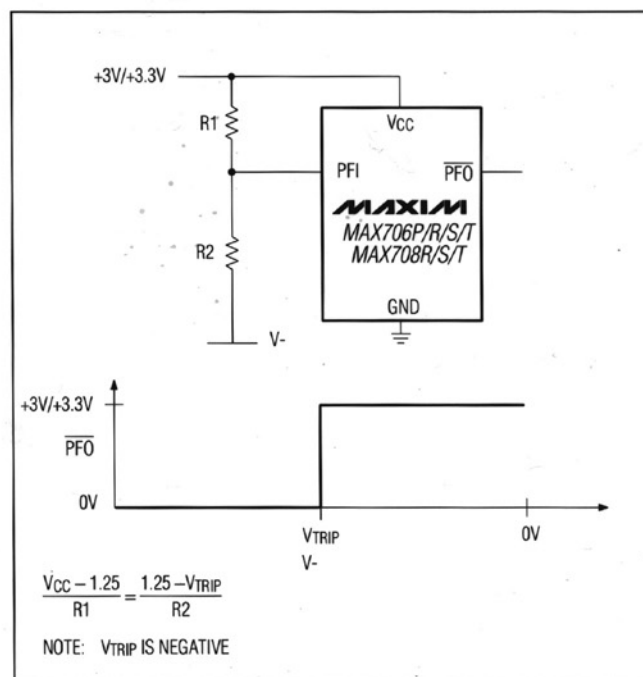 +3V/+3.3V
R1
VCC
PFI
PFO
MAXIM
MAX706P/R/S/T
MAX708R/S/T
R2
GND
V-
+3V/+3.3V
PFO
0V
VTRIP
0V
V-
VCC – 1.25
R1
=
1.25 –VTRIP
R2
NOTE: VTRIP IS NEGATIVE